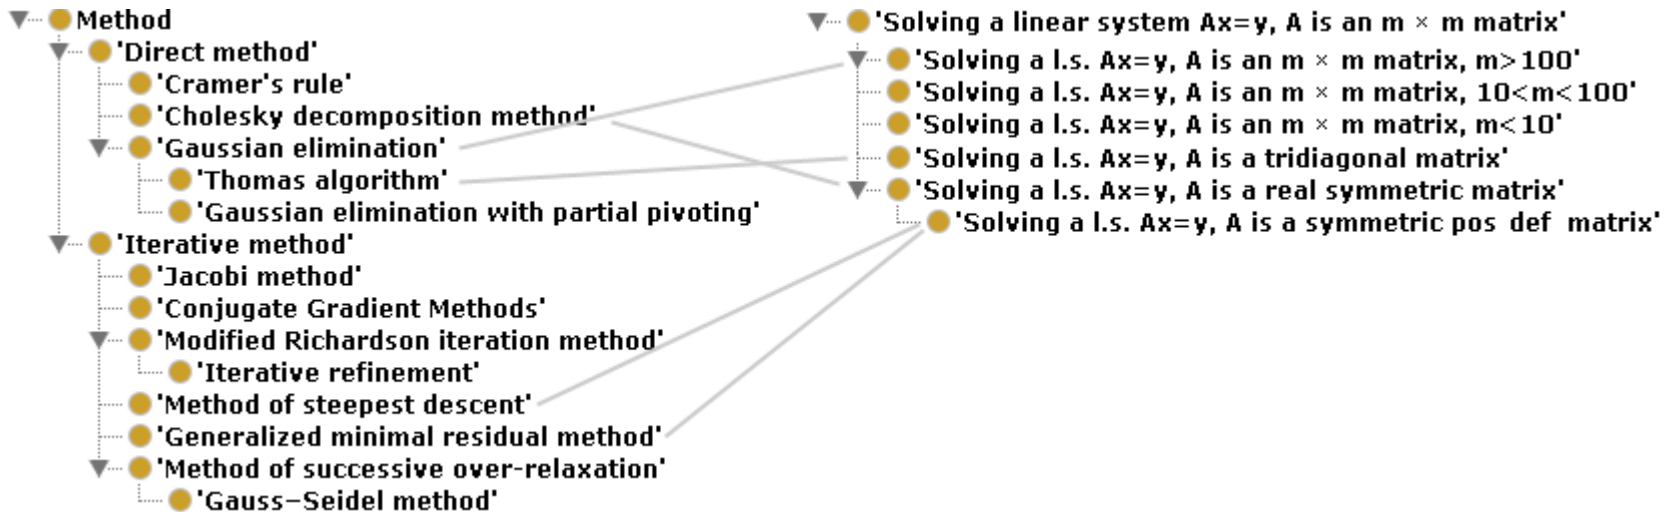 Method
'Direct method'
'Cramer's rule'
'Cholesky decomposition method'
'Gaussian elimination'
'Thomas algorithm'
'Gaussian elimination with partial pivoting'
'Iterative method'
'Jacobi method'
'Conjugate Gradient Methods'
'Modified Richardson iteration method'
'Iterative refinement'
'Method of steepest descent'
'Generalized minimal residual method'
'Method of successive over-relaxation'
'Gauss–Seidel method'
'Solving a linear system Ax=y, A is an m × m matrix'
'Solving a l.s. Ax=y, A is an m × m matrix, m>100'
'Solving a l.s. Ax=y, A is an m × m matrix, 10<m<100'
'Solving a l.s. Ax=y, A is an m × m matrix, m<10'
'Solving a l.s. Ax=y, A is a tridiagonal matrix'
'Solving a l.s. Ax=y, A is a real symmetric matrix'
'Solving a l.s. Ax=y, A is a symmetric pos def matrix'